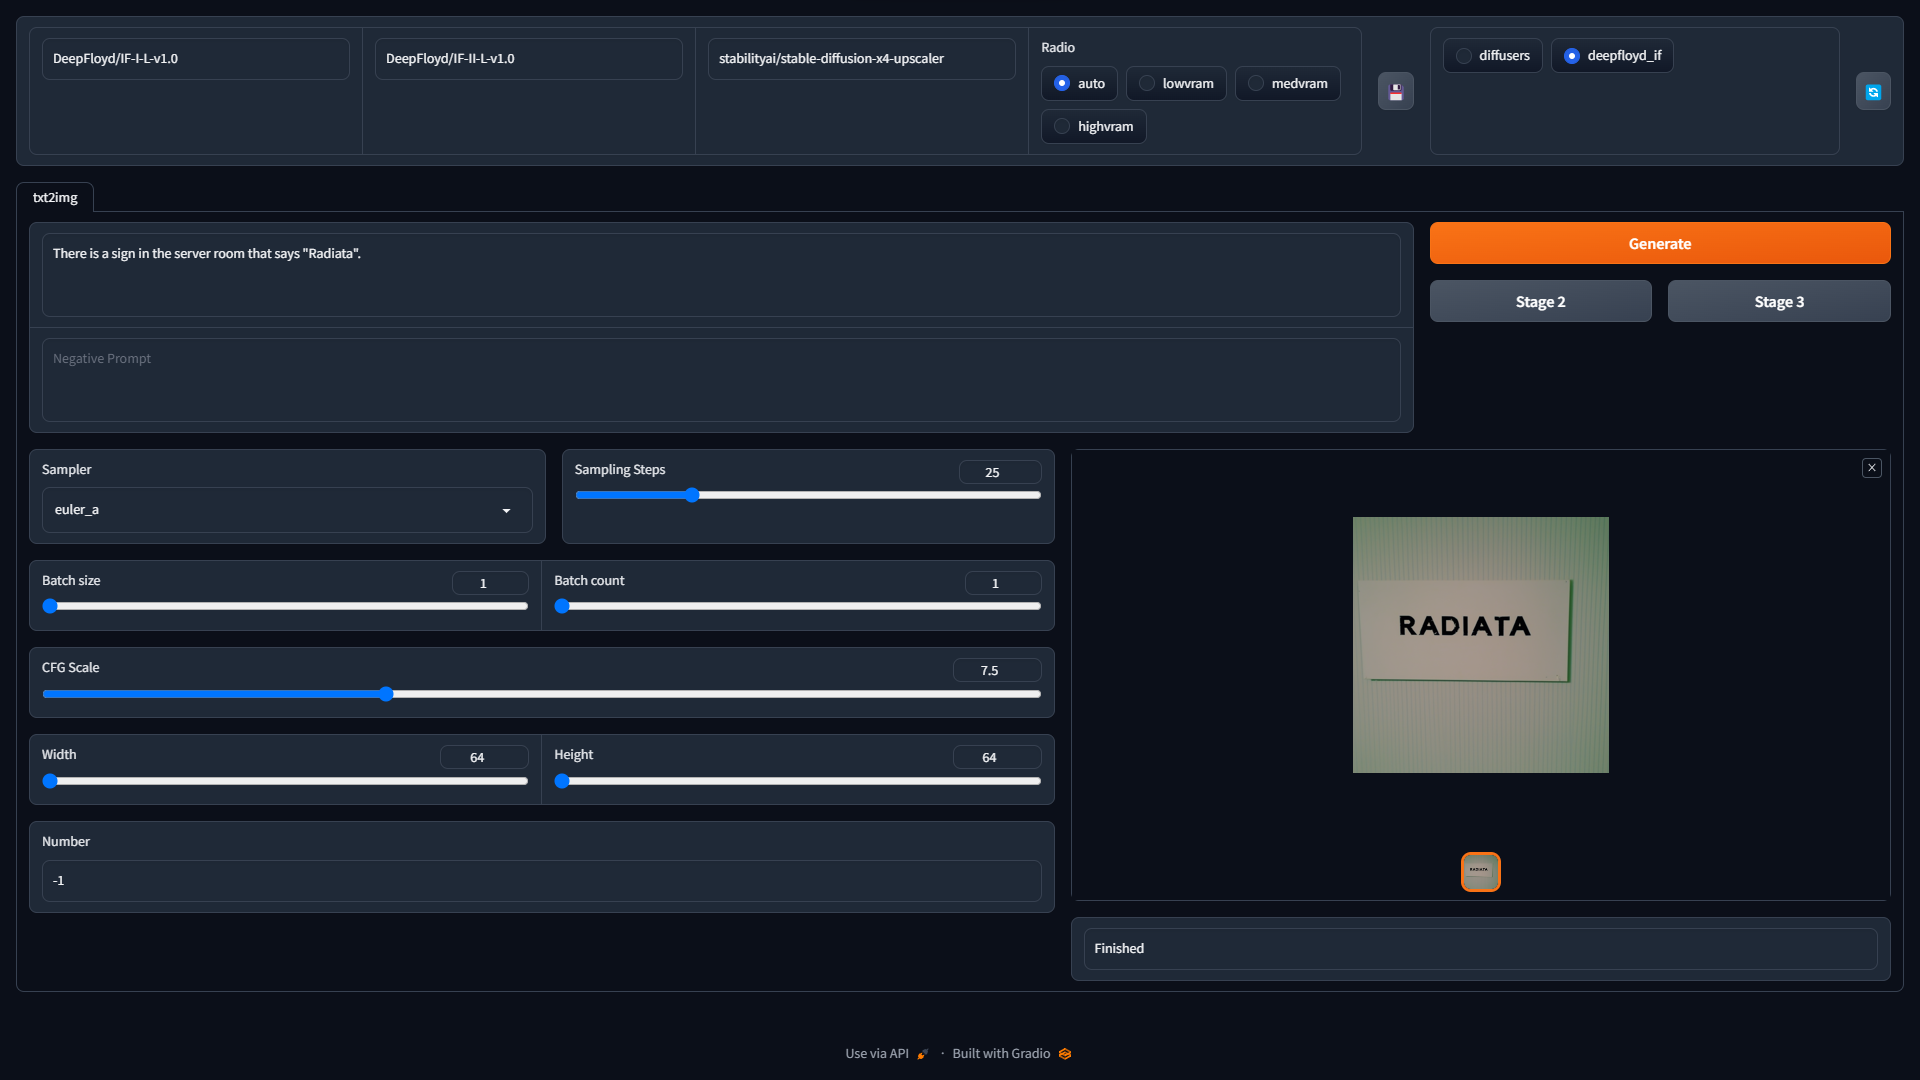 DeepFloyd/IF-I-L-v1.0
DeepFloyd/IF-II-L-v1.0
stabilityai/stable-diffusion-x4-upscaler
Radio
auto
lowvram
medvram
highvram
diffusers
deepfloyd_if
txt2img
There is a sign in the server room that says "Radiata".
Negative Prompt
Generate
Stage 2
Stage 3
Sampler
euler_a
Sampling Steps
25
Batch size
1
Batch count
1
CFG Scale
7.5
Width
64
Height
64
Number
-1
RADIATA
RADIATA
Finished
Use via API · Built with Gradio